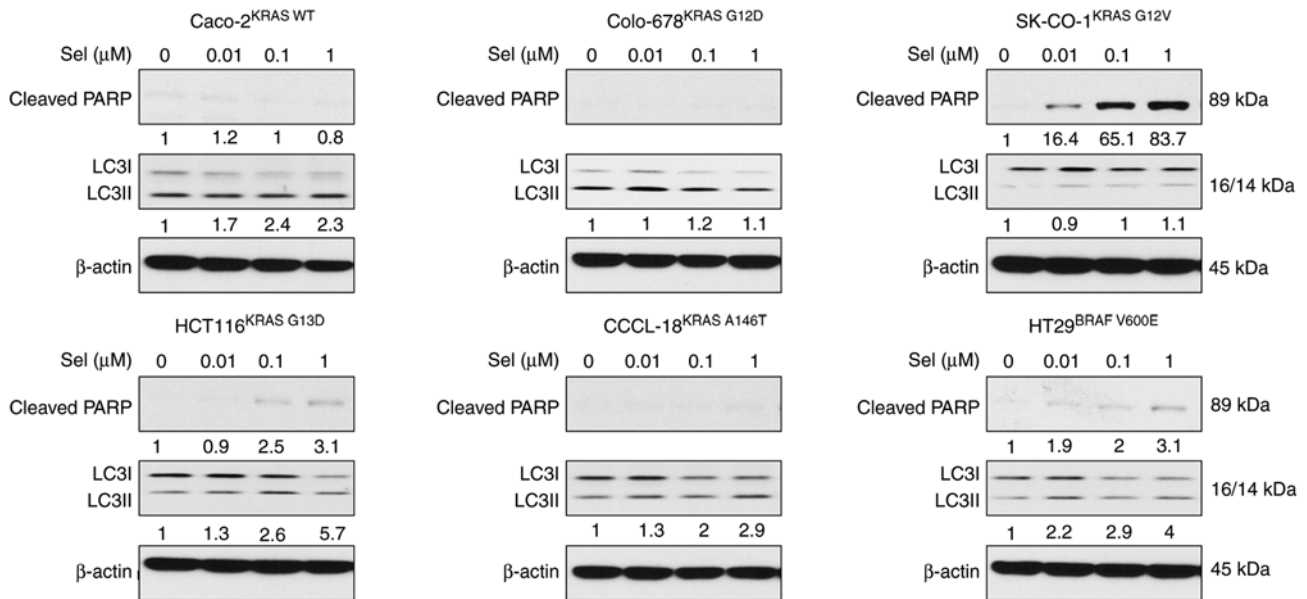 Caco-2KRAS WT
Sel (μM) 0 0.01 0.1 1
Cleaved PARP
1 1.2 1 0.8
LC3I
LC3II
1 1.7 2.4 2.3
β-actin
Colo-678KRAS G12D
Sel (μM) 0 0.01 0.1 1
Cleaved PARP
LC3I
LC3II
1 1 1.2 1.1
β-actin
SK-CO-1KRAS G12V
Sel (μM) 0 0.01 0.1 1
Cleaved PARP 89 kDa
1 16.4 65.1 83.7
LC3I
LC3II 16/14 kDa
1 0.9 1 1.1
β-actin 45 kDa
HCT116KRAS G13D
Sel (μM) 0 0.01 0.1 1
Cleaved PARP
1 0.9 2.5 3.1
LC3I
LC3II
1 1.3 2.6 5.7
β-actin
CCCL-18KRAS A146T
Sel (μM) 0 0.01 0.1 1
Cleaved PARP
LC3I
LC3II
1 1.3 2 2.9
β-actin
HT29BRAF V600E
Sel (μM) 0 0.01 0.1 1
Cleaved PARP 89 kDa
1 1.9 2 3.1
LC3I
LC3II 16/14 kDa
1 2.2 2.9 4
β-actin 45 kDa